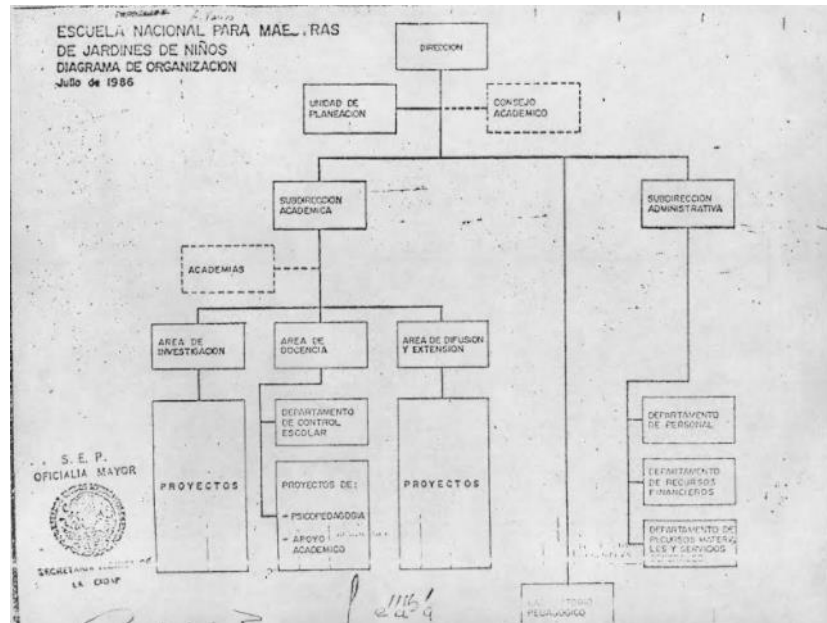 ESCUELA NACIONAL PARA MAE RAS
DE JARDINES DE NIÑOS
DIAGRAMA DE ORGANIZACION
Julio de 1986
DIRECCION
UNIDAD DE
PLANEACION
CONSEJO
ACADEMICO
SUBDIRECCION
ACADEMICA
SUBDIRECCION
ADMINISTRATIVA
ACADEMIAS
AREA DE
INVESTIGACION
AREA DE
DOCENCIA
AREA DE DIFUSION
Y EXTENSION
PROYECTOS
DEPARTAMENTO
DE CONTROL
ESCOLAR
PROYECTOS DE:
- PSICOPEDAGOGIA
- APOYO
ACADEMICO
PROYECTOS
DEPARTAMENTO
DE PERSONAL
DEPARTAMENTO
DE RECURSOS
FINANCIEROS
DEPARTAMENTO DE
RECURSOS MATERIA
LES Y SERVICIOS
LABORATORIO
PEDAGOGICO
S. E. P.
OFICIALIA MAYOR